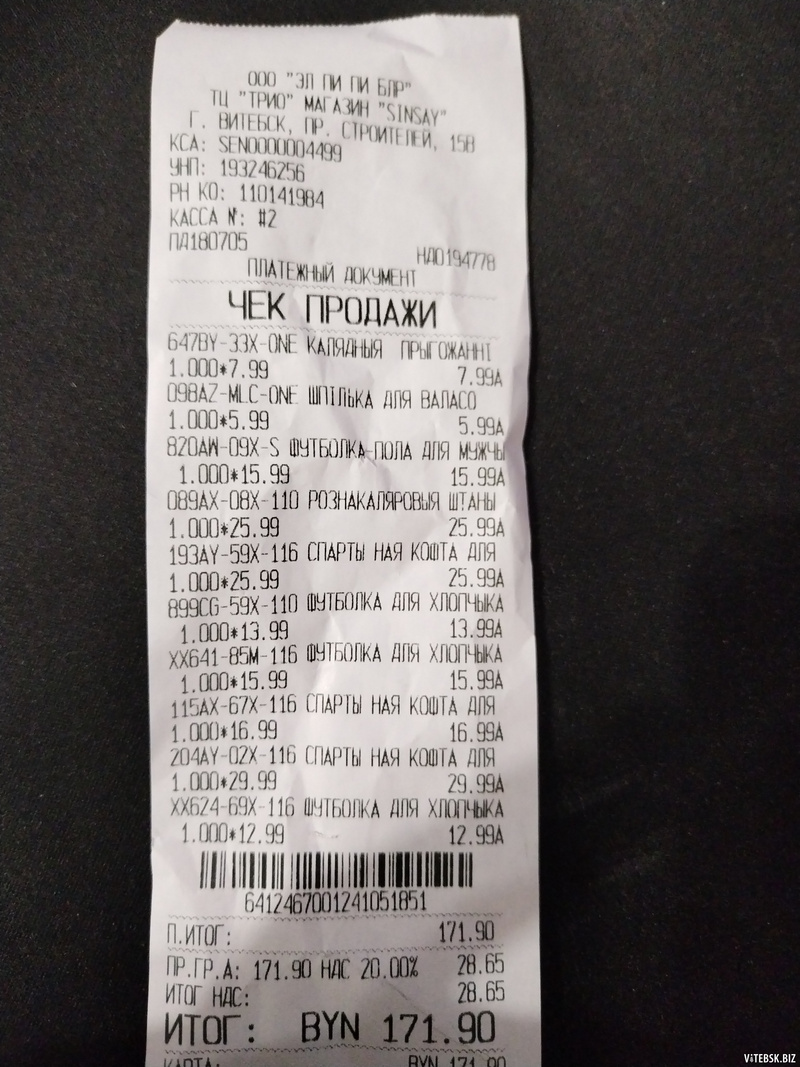 ООО "ЭЛ ПИ ПИ БЛР"
ТЦ "ТРИО" МАГАЗИН "SINSAY"
Г. ВИТЕБСК, ПР. СТРОИТЕЛЕЙ, 15В
КСА: SEN0000004499
УНП: 193246256
РН КО: 110141984
КАССА №: #2
ПД180705 НД0194778
ПЛАТЕЖНЫЙ ДОКУМЕНТ
ЧЕК ПРОДАЖИ
647BY-33X-ONE КАЛЯДНЫЯ ПРЫГОЖАННІ
1.000*7.99 7.99А
098AZ-MLC-ONE ШПІЛЬКА ДЛЯ ВАЛАСО
1.000*5.99 5.99А
820AW-09X-S ФУТБОЛКА-ПОЛА ДЛЯ МУЖЧЫ
1.000*15.99 15.99А
089AX-08X-110 РОЗНАКАЛЯРОВЫЯ ШТАНЫ
1.000*25.99 25.99А
193AY-59X-116 СПАРТЫ НАЯ КОФТА ДЛЯ
1.000*25.99 25.99А
899CG-59X-110 ФУТБОЛКА ДЛЯ ХЛОПЧЫКА
1.000*13.99 13.99А
XX641-85M-116 ФУТБОЛКА ДЛЯ ХЛОПЧЫКА
1.000*15.99 15.99А
115AX-67X-116 СПАРТЫ НАЯ КОФТА ДЛЯ
1.000*16.99 16.99А
204AY-02X-116 СПАРТЫ НАЯ КОФТА ДЛЯ
1.000*29.99 29.99А
XX624-69X-116 ФУТБОЛКА ДЛЯ ХЛОПЧЫКА
1.000*12.99 12.99А
6412467001241051851
П.ИТОГ: 171.90
ПР.ГР.А: 171.90 НДС 20.00% 28.65
ИТОГ НДС: 28.65
ИТОГ: BYN 171.90
КАРТА: BYN 171.90
ViTEBSK.BIZ